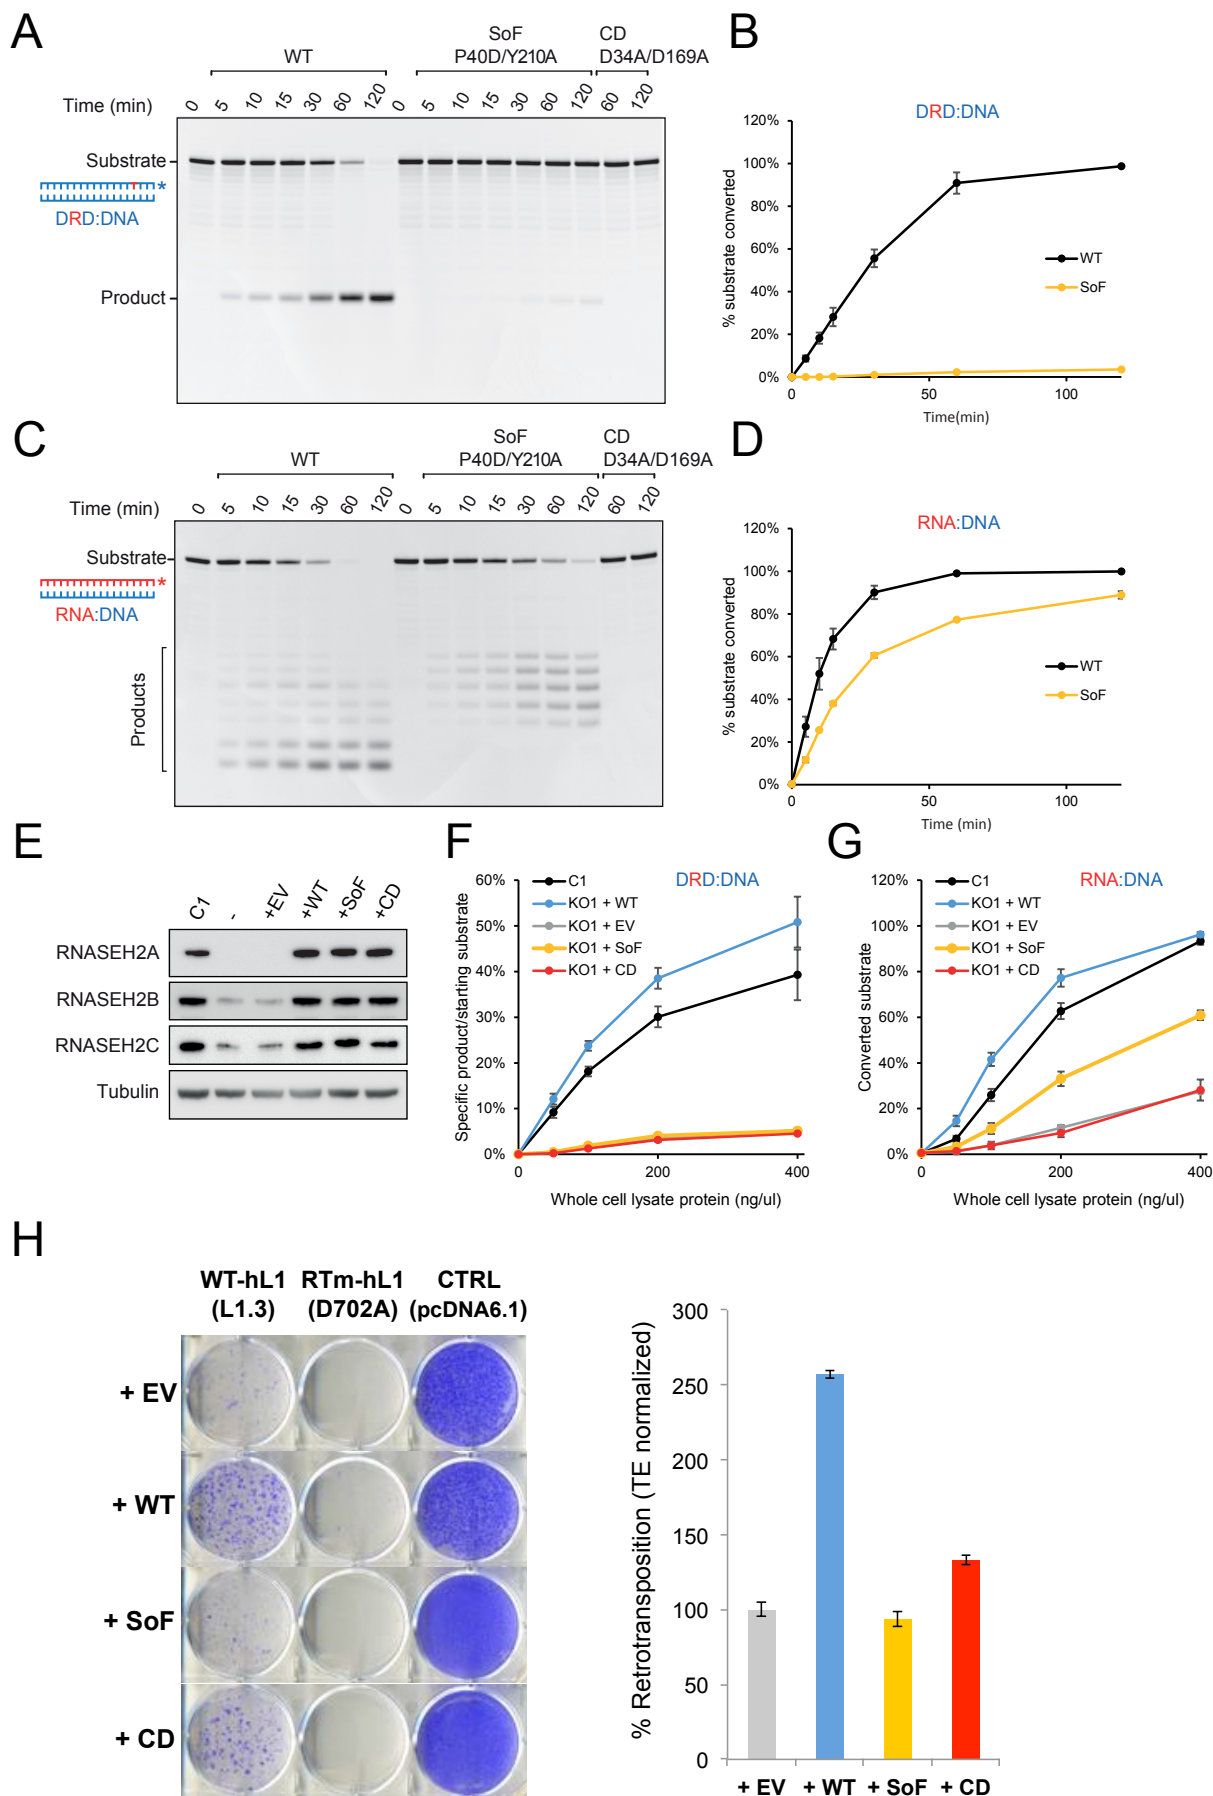 A
WT
SoF
P40D/Y210A
CD
D34A/D169A
Time (min)
0 5 10 15 30 60 120 0 5 10 15 30 60 120 60 120
Substrate
*
DRD:DNA
Product
B
DRD:DNA
% substrate converted
120%
100%
80%
60%
40%
20%
0%
0 50 100
Time(min)
WT
SoF
C
WT
SoF
P40D/Y210A
CD
D34A/D169A
Time (min)
0 5 10 15 30 60 120 0 5 10 15 30 60 120 60 120
Substrate
*
RNA:DNA
Products
D
RNA:DNA
% substrate converted
120%
100%
80%
60%
40%
20%
0%
0 50 100
Time (min)
WT
SoF
E
C1 - +EV +WT +SoF +CD
RNASEH2A
RNASEH2B
RNASEH2C
Tubulin
F
DRD:DNA
C1
KO1 + WT
KO1 + EV
KO1 + SoF
KO1 + CD
Specific product/starting substrate
60%
50%
40%
30%
20%
10%
0%
0 200 400
Whole cell lysate protein (ng/ul)
G
RNA:DNA
C1
KO1 + WT
KO1 + EV
KO1 + SoF
KO1 + CD
Converted substrate
120%
100%
80%
60%
40%
20%
0%
0 200 400
Whole cell lysate protein (ng/ul)
H
WT-hL1 RTm-hL1 CTRL
(L1.3) (D702A) (pcDNA6.1)
+ EV
+ WT
+ SoF
+ CD
% Retrotransposition (TE normalized)
300
250
200
150
100
50
0
+ EV + WT + SoF + CD